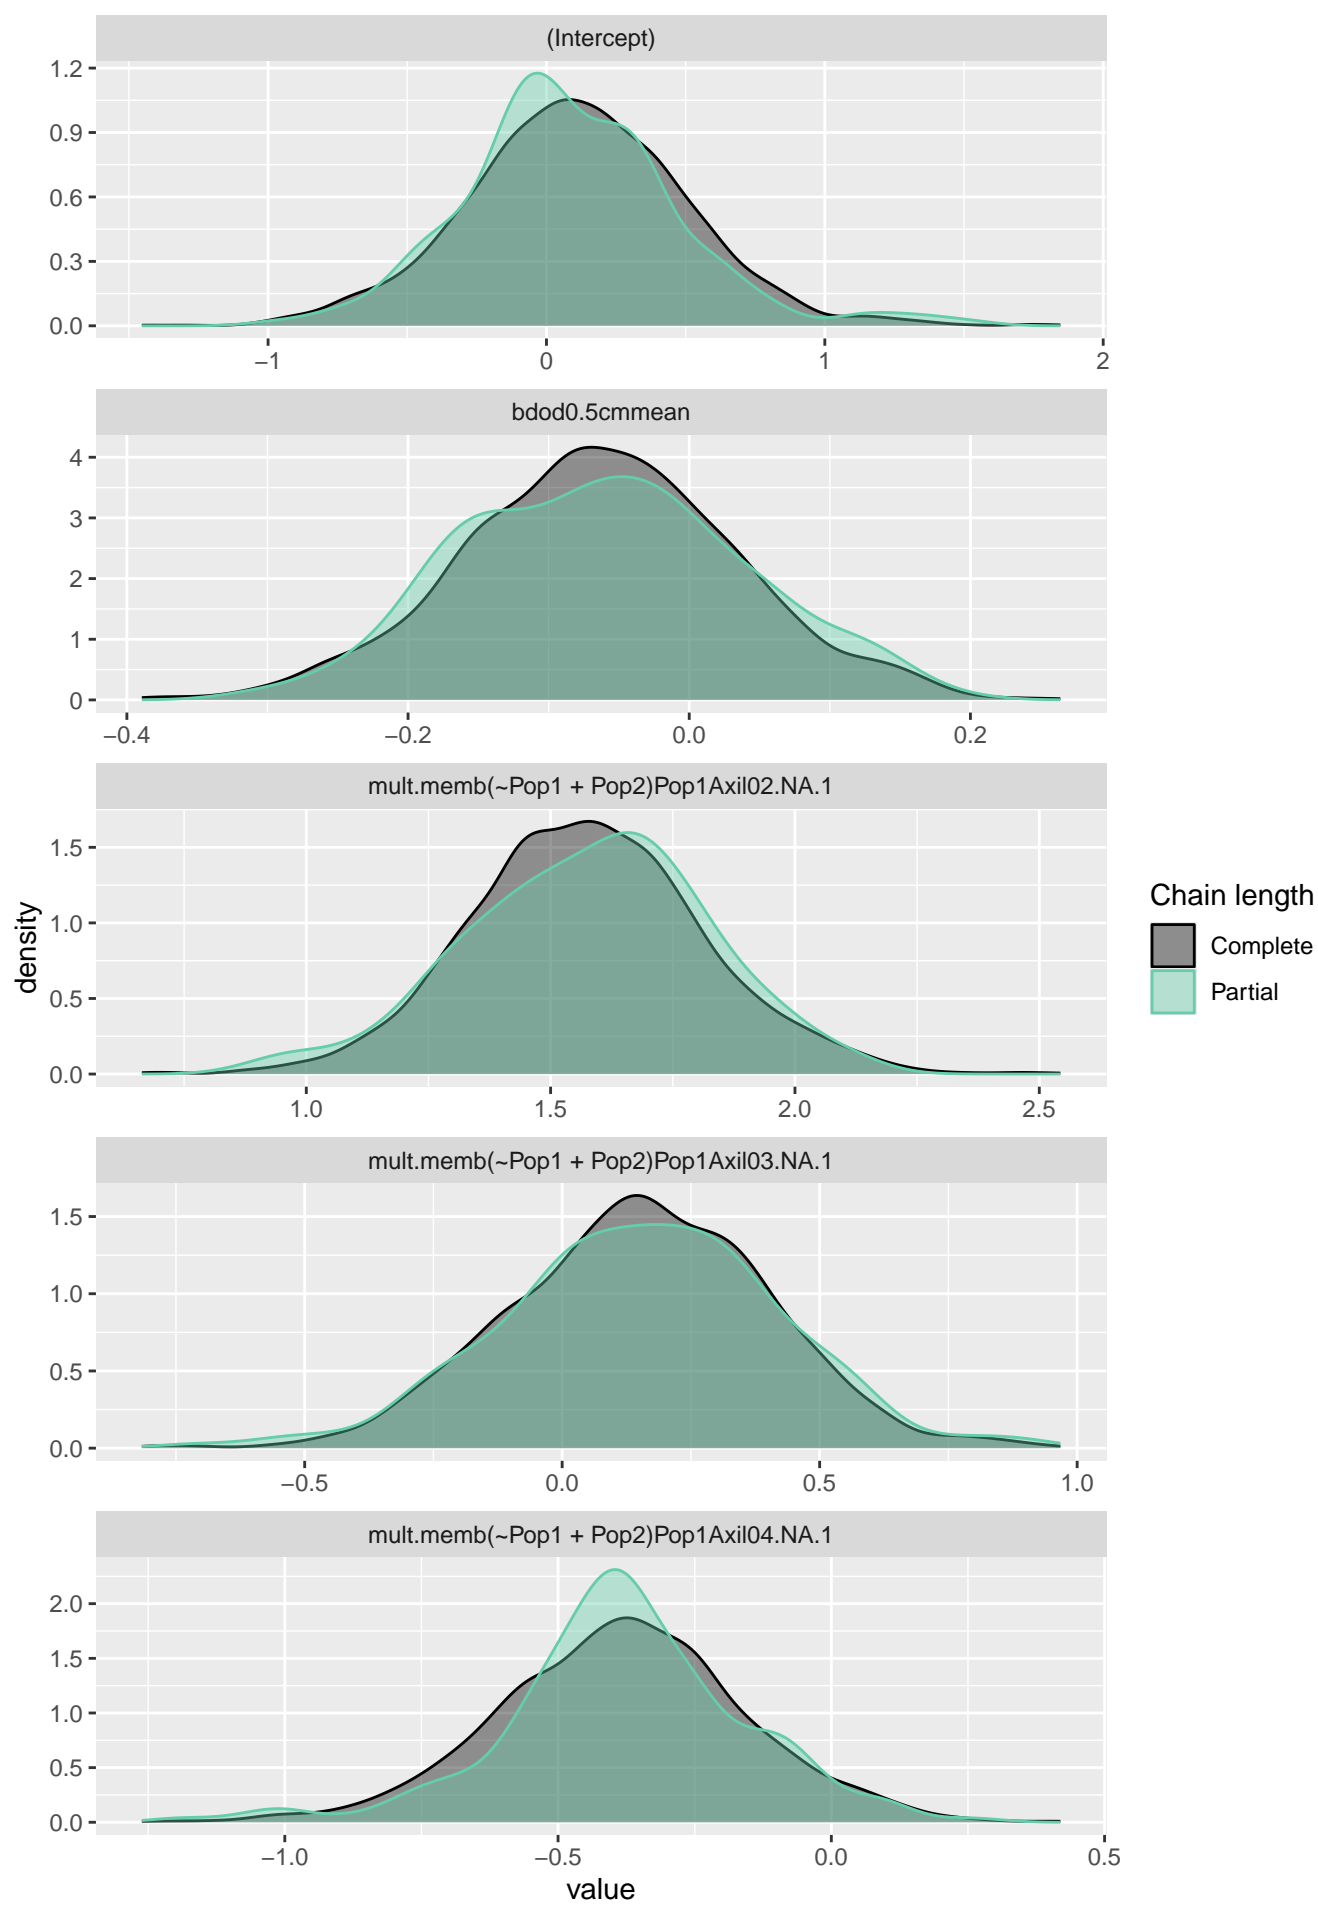 (Intercept)
1.2
0.9
0.6
0.3
0.0
−1 0 1 2
bdod0.5cmmean
4
3
2
1
0
−0.4 −0.2 0.0 0.2
mult.memb(~Pop1 + Pop2)Pop1Axil02.NA.1
1.5
1.0
0.5
0.0
1.0 1.5 2.0 2.5
mult.memb(~Pop1 + Pop2)Pop1Axil03.NA.1
1.5
1.0
0.5
0.0
−0.5 0.0 0.5 1.0
mult.memb(~Pop1 + Pop2)Pop1Axil04.NA.1
2.0
1.5
1.0
0.5
0.0
−1.0 −0.5 0.0 0.5
value
density
Chain length
Complete
Partial